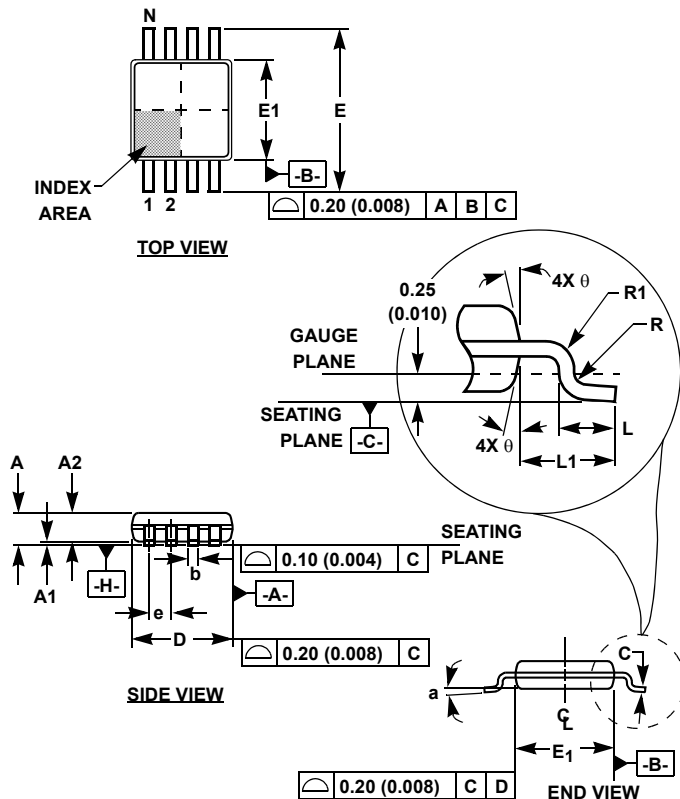 N
E1
E
-B-
INDEX
AREA
1 2
0.20 (0.008) A B C
TOP VIEW
0.25
(0.010)
4X θ
R1
R
GAUGE
PLANE
SEATING
PLANE
-C-
4X θ
L
L1
A
A2
SEATING
PLANE
A1
-H-
b
0.10 (0.004) C
-A-
e
D
0.20 (0.008) C
SIDE VIEW
C
a
CL
E1
-B-
0.20 (0.008) C D
END VIEW